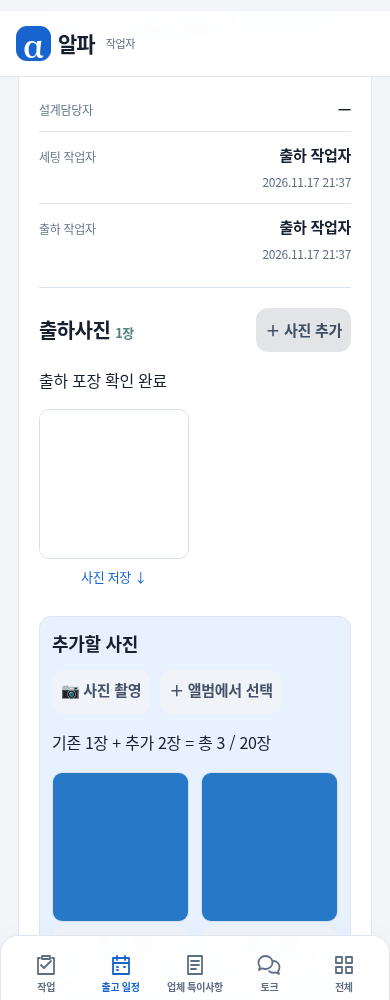 α 알파 작업자
설계담당자 —
세팅 작업자 출하 작업자
2026.11.17 21:37
출하 작업자 출하 작업자
2026.11.17 21:37
출하사진 1장 + 사진 추가
출하 포장 확인 완료
사진 저장 ↓
추가할 사진
📷 사진 촬영 + 앨범에서 선택
기존 1장 + 추가 2장 = 총 3 / 20장
작업 출고 일정 업체 특이사항 토크 전체